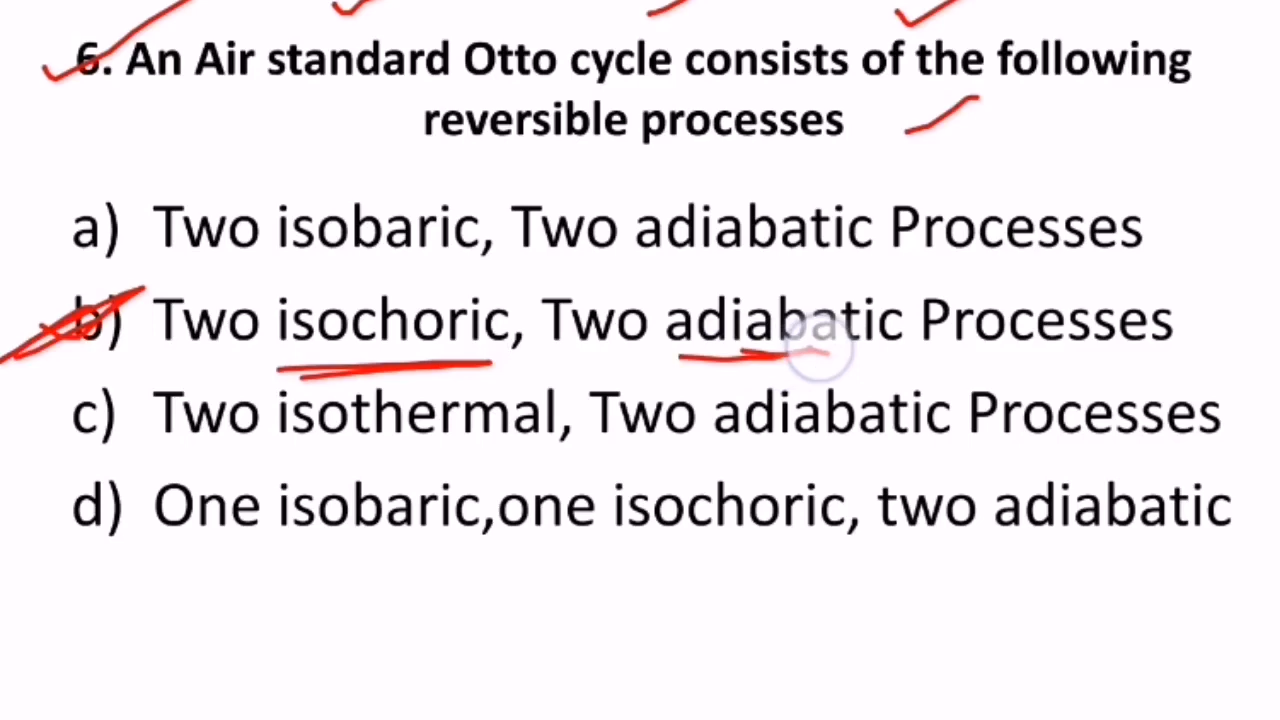 6. An Air standard Otto cycle consists of the following
reversible processes
a) Two isobaric, Two adiabatic Processes
b) Two isochoric, Two adiabatic Processes
c) Two isothermal, Two adiabatic Processes
d) One isobaric,one isochoric, two adiabatic